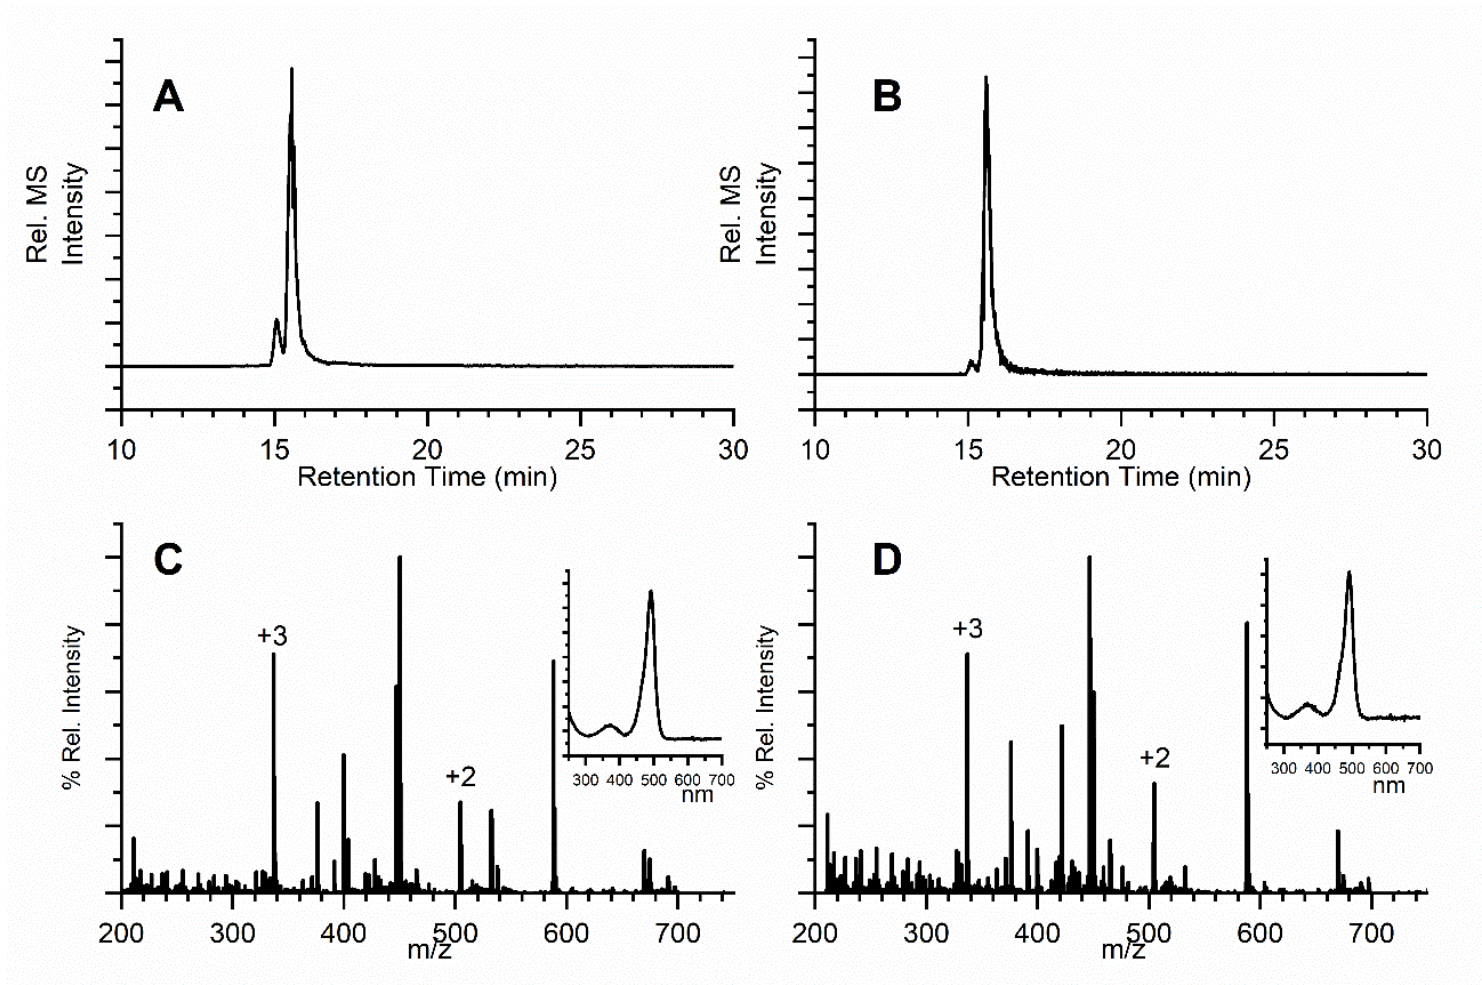 A
B
Rel. MS
Intensity
Rel. MS
Intensity
10 15 20 25 30
Retention Time (min)
10 15 20 25 30
Retention Time (min)
C
D
% Rel. Intensity
+3
+2
300 400 500 600 700
nm
200 300 400 500 600 700
m/z
% Rel. Intensity
+3
+2
300 400 500 600 700
nm
200 300 400 500 600 700
m/z